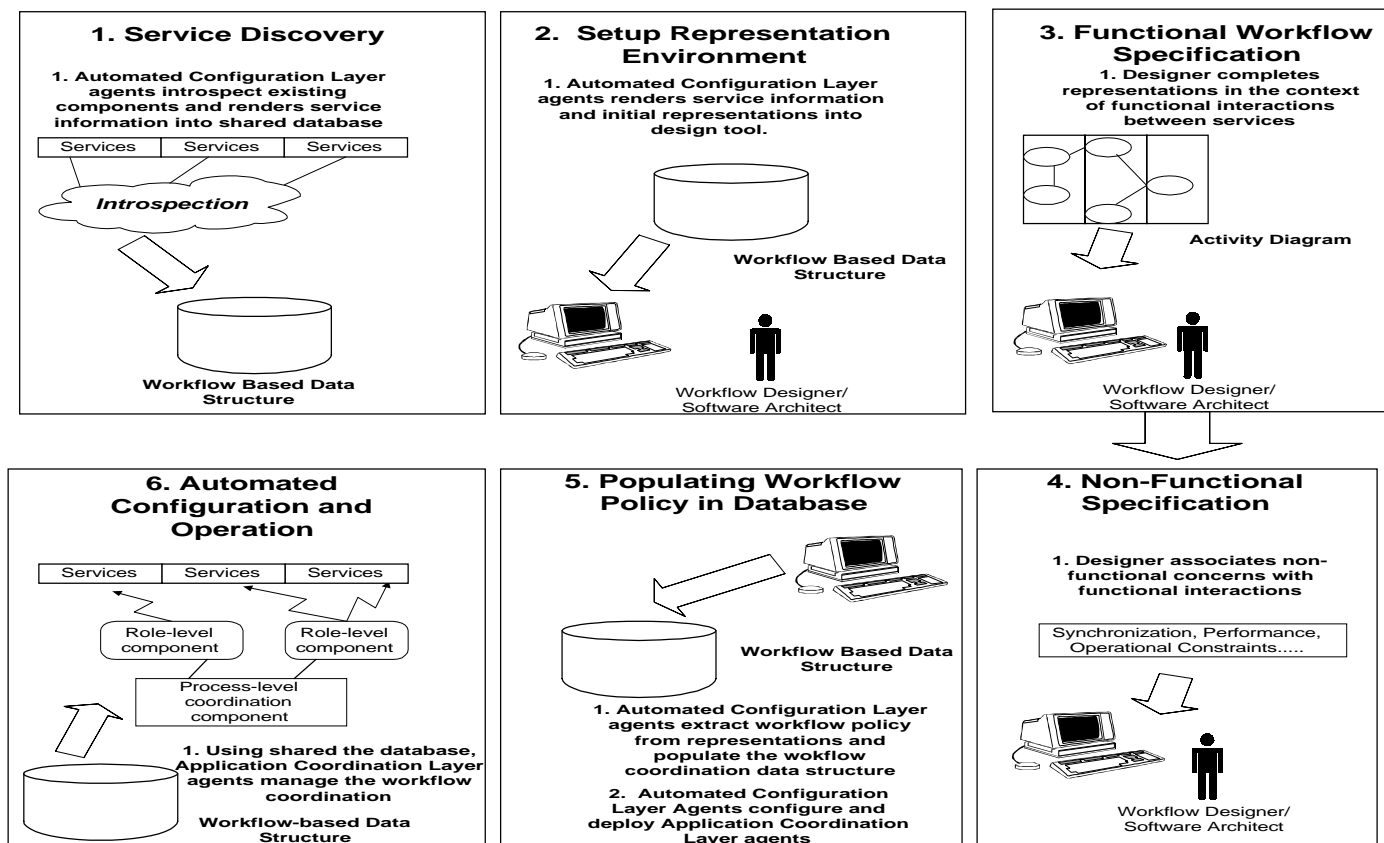 1. Service Discovery
1. Automated Configuration Layer
agents introspect existing
components and renders service
information into shared database
Services Services Services
Introspection
Workflow Based Data
Structure
2. Setup Representation
Environment
1. Automated Configuration Layer
agents renders service information
and initial representations into
design tool.
Workflow Based Data
Structure
Workflow Designer/
Software Architect
3. Functional Workflow
Specification
1. Designer completes
representations in the context
of functional interactions
between services
Activity Diagram
Workflow Designer/
Software Architect
4. Non-Functional
Specification
1. Designer associates non-
functional concerns with
functional interactions
Synchronization, Performance,
Operational Constraints.....
Workflow Designer/
Software Architect
5. Populating Workflow
Policy in Database
Workflow Based Data
Structure
1. Automated Configuration Layer
agents extract workflow policy
from representations and
populate the wokflow
coordination data structure
2. Automated Configuration
Layer Agents configure and
deploy Application Coordination
Layer agents
6. Automated
Configuration and
Operation
Services Services Services
Role-level
component
Role-level
component
Process-level
coordination
component
1. Using shared the database,
Application Coordination Layer
agents manage the workflow
coordination
Workflow-based Data
Structure